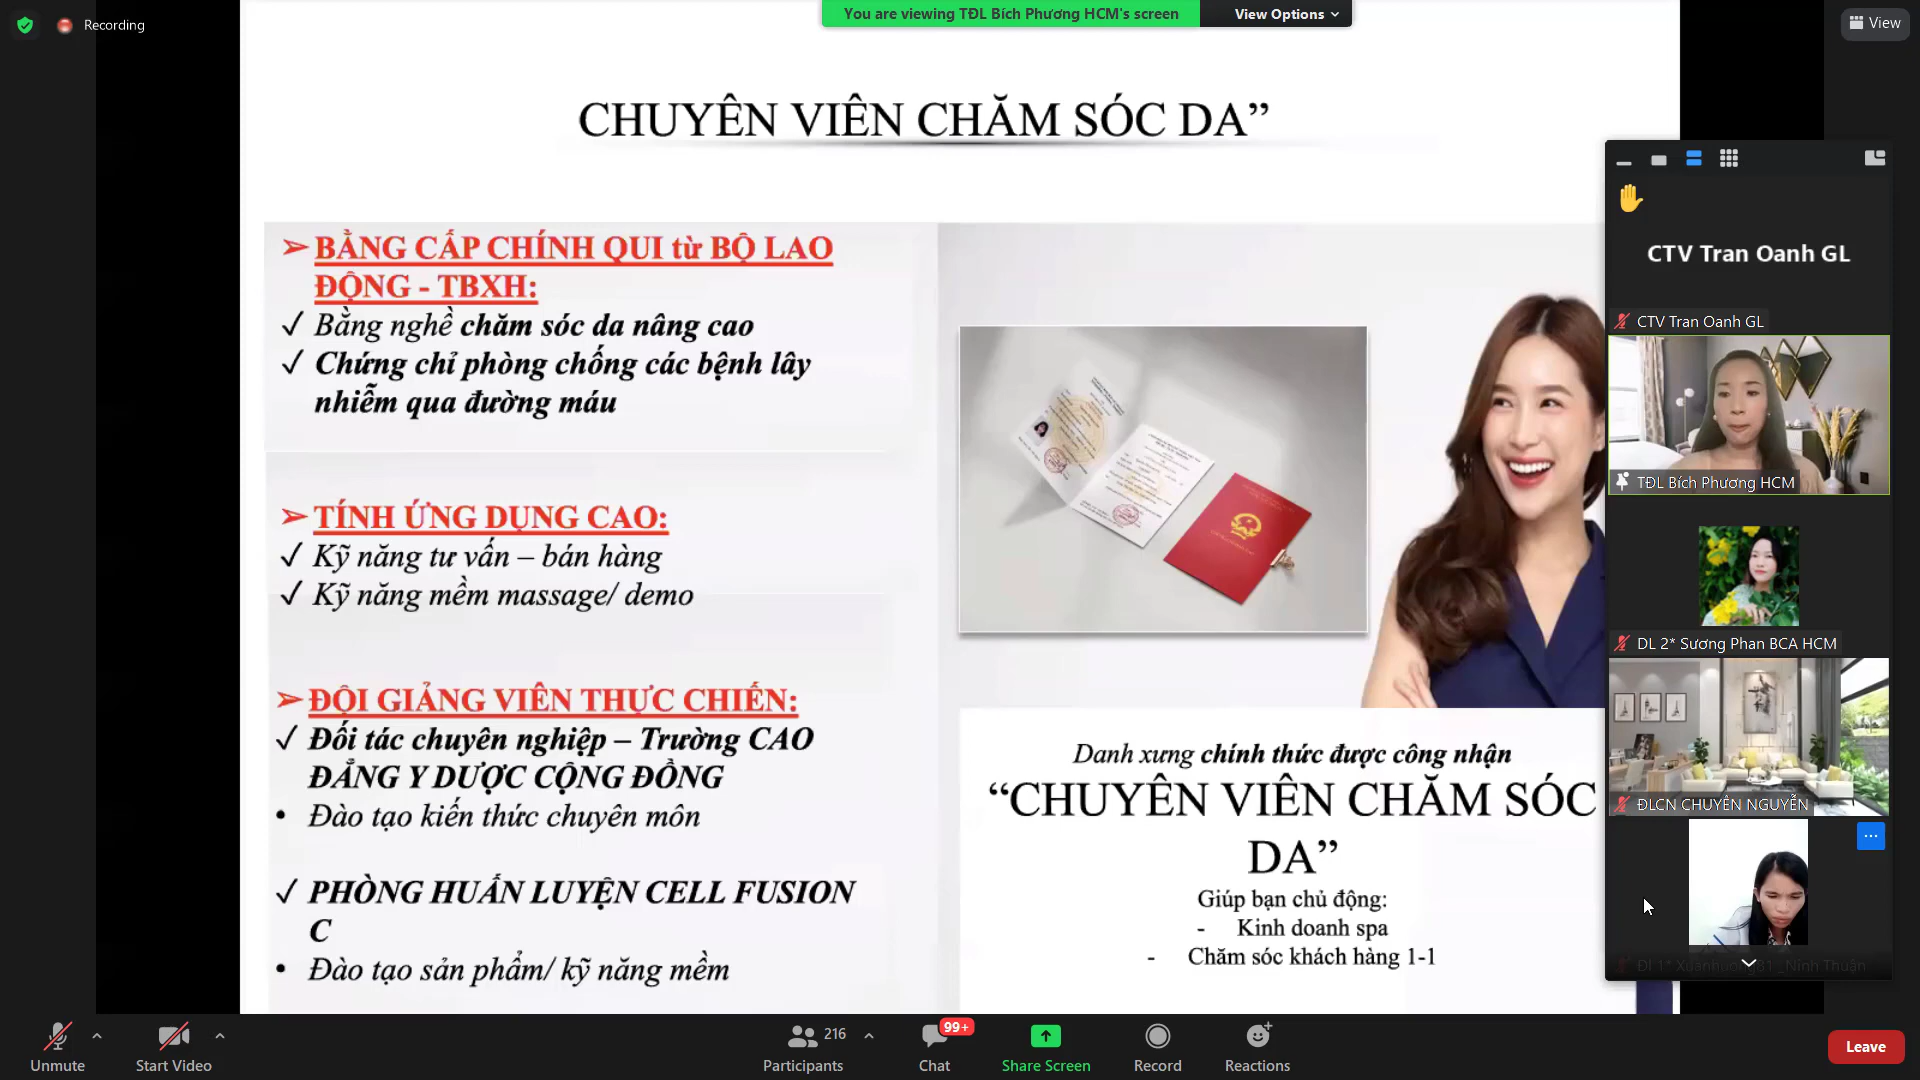 Recording
You are viewing TĐL Bích Phương HCM's screen
View Options
View
CHUYÊN VIÊN CHĂM SÓC DA”
BẰNG CẤP CHÍNH QUI từ BỘ LAO
ĐỘNG - TBXH:
Bằng nghề chăm sóc da nâng cao
Chứng chỉ phòng chống các bệnh lây
nhiễm qua đường máu
TÍNH ỨNG DỤNG CAO:
Kỹ năng tư vấn – bán hàng
Kỹ năng mềm massage/ demo
ĐỘI GIẢNG VIÊN THỰC CHIẾN:
Đối tác chuyên nghiệp – Trường CAO
ĐẲNG Y DƯỢC CỘNG ĐỒNG
• Đào tạo kiến thức chuyên môn
PHÒNG HUẤN LUYỆN CELL FUSION
C
• Đào tạo sản phẩm/ kỹ năng mềm
Danh xưng chính thức được công nhận
“CHUYÊN VIÊN CHĂM SÓC
DA”
Giúp bạn chủ động:
- Kinh doanh spa
- Chăm sóc khách hàng 1-1
CTV Tran Oanh GL
CTV Tran Oanh GL
TĐL Bích Phương HCM
DL 2* Sương Phan BCA HCM
ĐLCN CHUYÊN NGUYỄN
Unmute
Start Video
216
Participants
99+
Chat
Share Screen
Record
Reactions
Leave